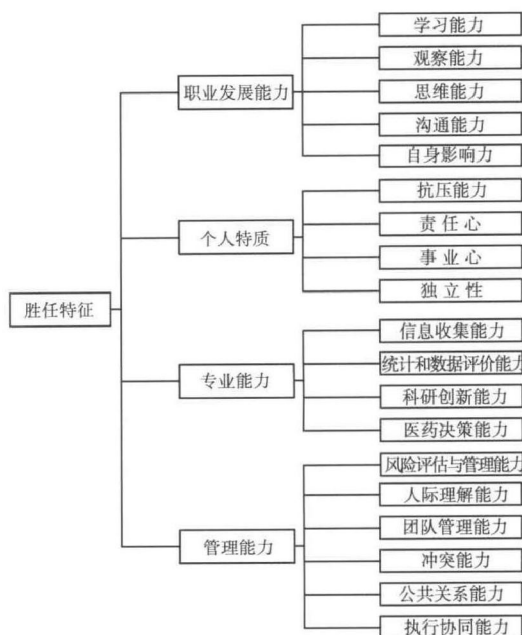 胜任特征
职业发展能力
学习能力
观察能力
思维能力
沟通能力
自身影响力
个人特质
抗压能力
责任心
事业心
独立性
专业能力
信息收集能力
统计和数据评价能力
科研创新能力
医药决策能力
管理能力
风险评估与管理能力
人际理解能力
团队管理能力
冲突能力
公共关系能力
执行协同能力